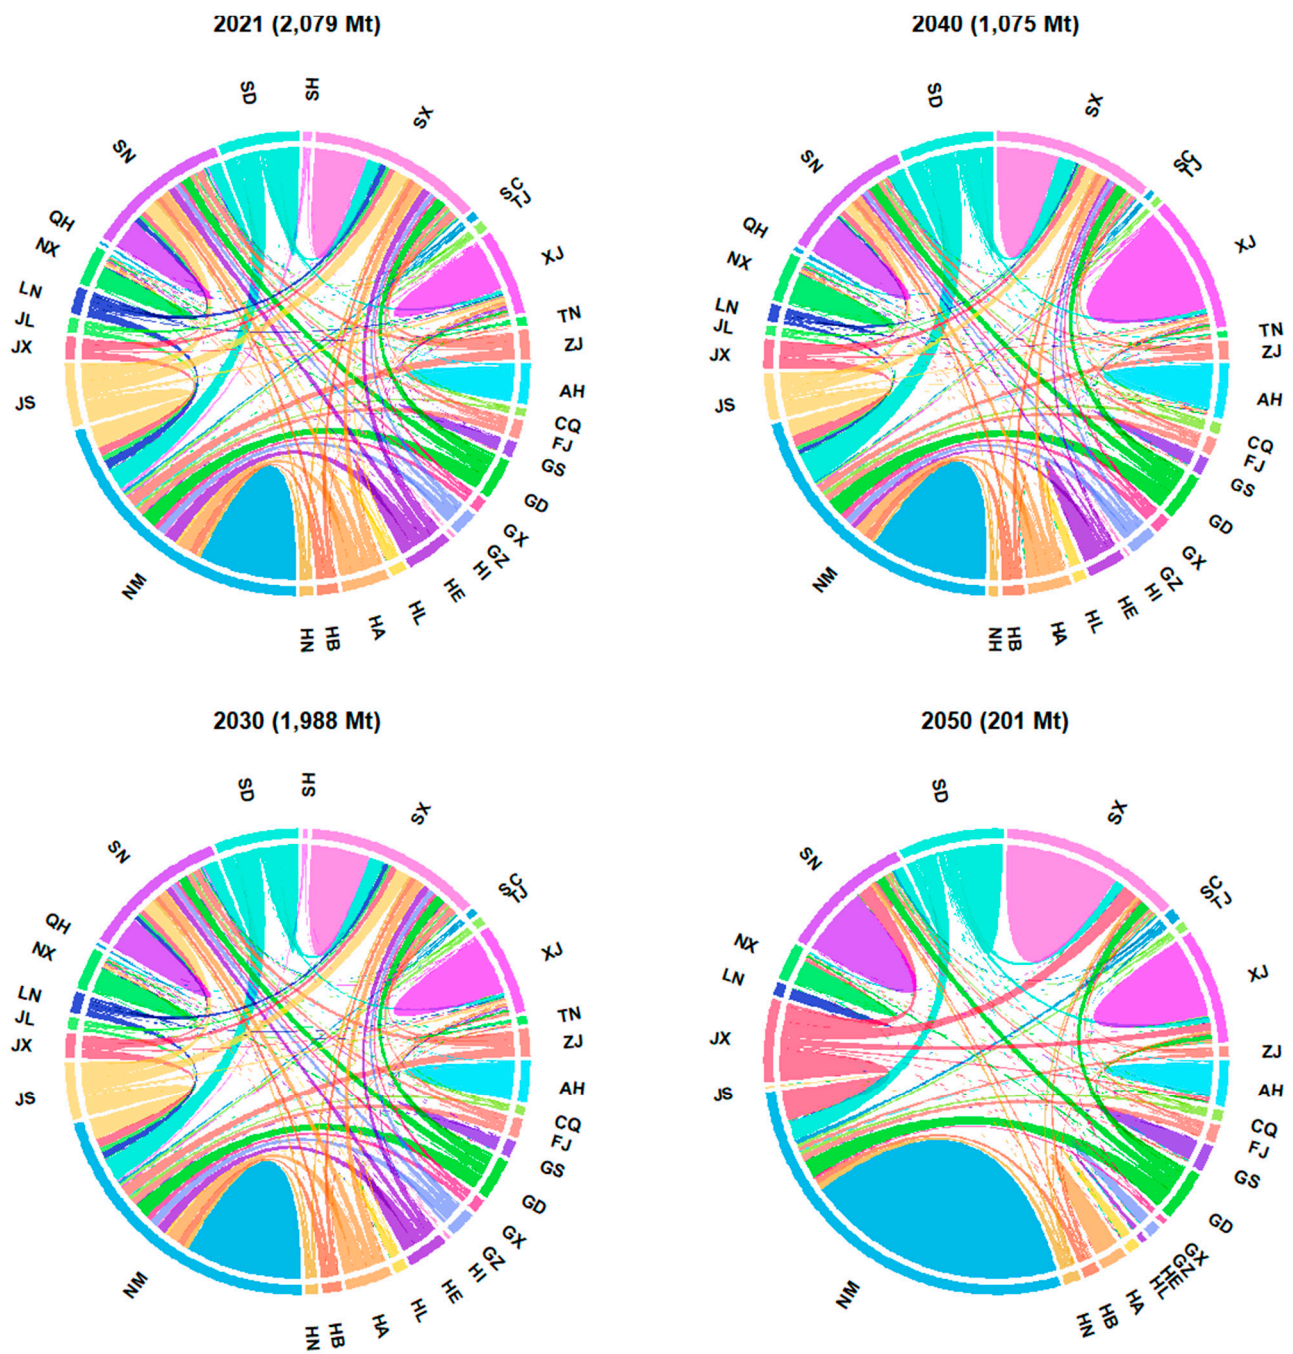 2021 (2,079 Mt)
SD
SH
SX
SC
TJ
XJ
TN
ZJ
AH
CQ
FJ
GS
GD
GX
GZ
HI
HE
HL
HA
HB
HN
NM
JS
JX
JL
LN
NX
QH
SN
2040 (1,075 Mt)
SD
SX
SC
TJ
XJ
TN
ZJ
AH
CQ
FJ
GS
GD
GX
GZ
HI
HE
HL
HA
HB
HN
NM
JS
JX
JL
LN
NX
QH
SN
2030 (1,988 Mt)
SD
SH
SX
SC
TJ
XJ
TN
ZJ
AH
CQ
FJ
GS
GD
GX
GZ
HI
HE
HL
HA
HB
HN
NM
JS
JX
JL
LN
NX
QH
SN
2050 (201 Mt)
SD
SX
SC
TJ
XJ
ZJ
AH
CQ
FJ
GS
GD
GX
GZ
HE
HL
HA
HB
HN
NM
JS
JX
LN
NX
SN